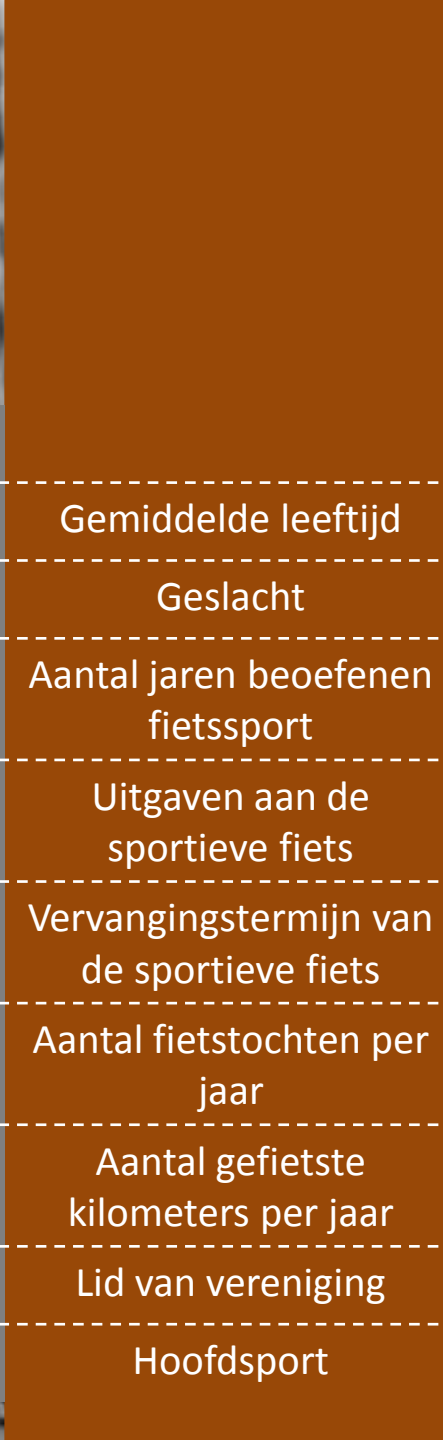 Gemiddelde leeftijd
Geslacht
Aantal jaren beoefenen
fietssport
Uitgaven aan de
sportieve fiets
Vervangingstermijn van
de sportieve fiets
Aantal fietstochten per
jaar
Aantal gefietste
kilometers per jaar
Lid van vereniging
Hoofdsport